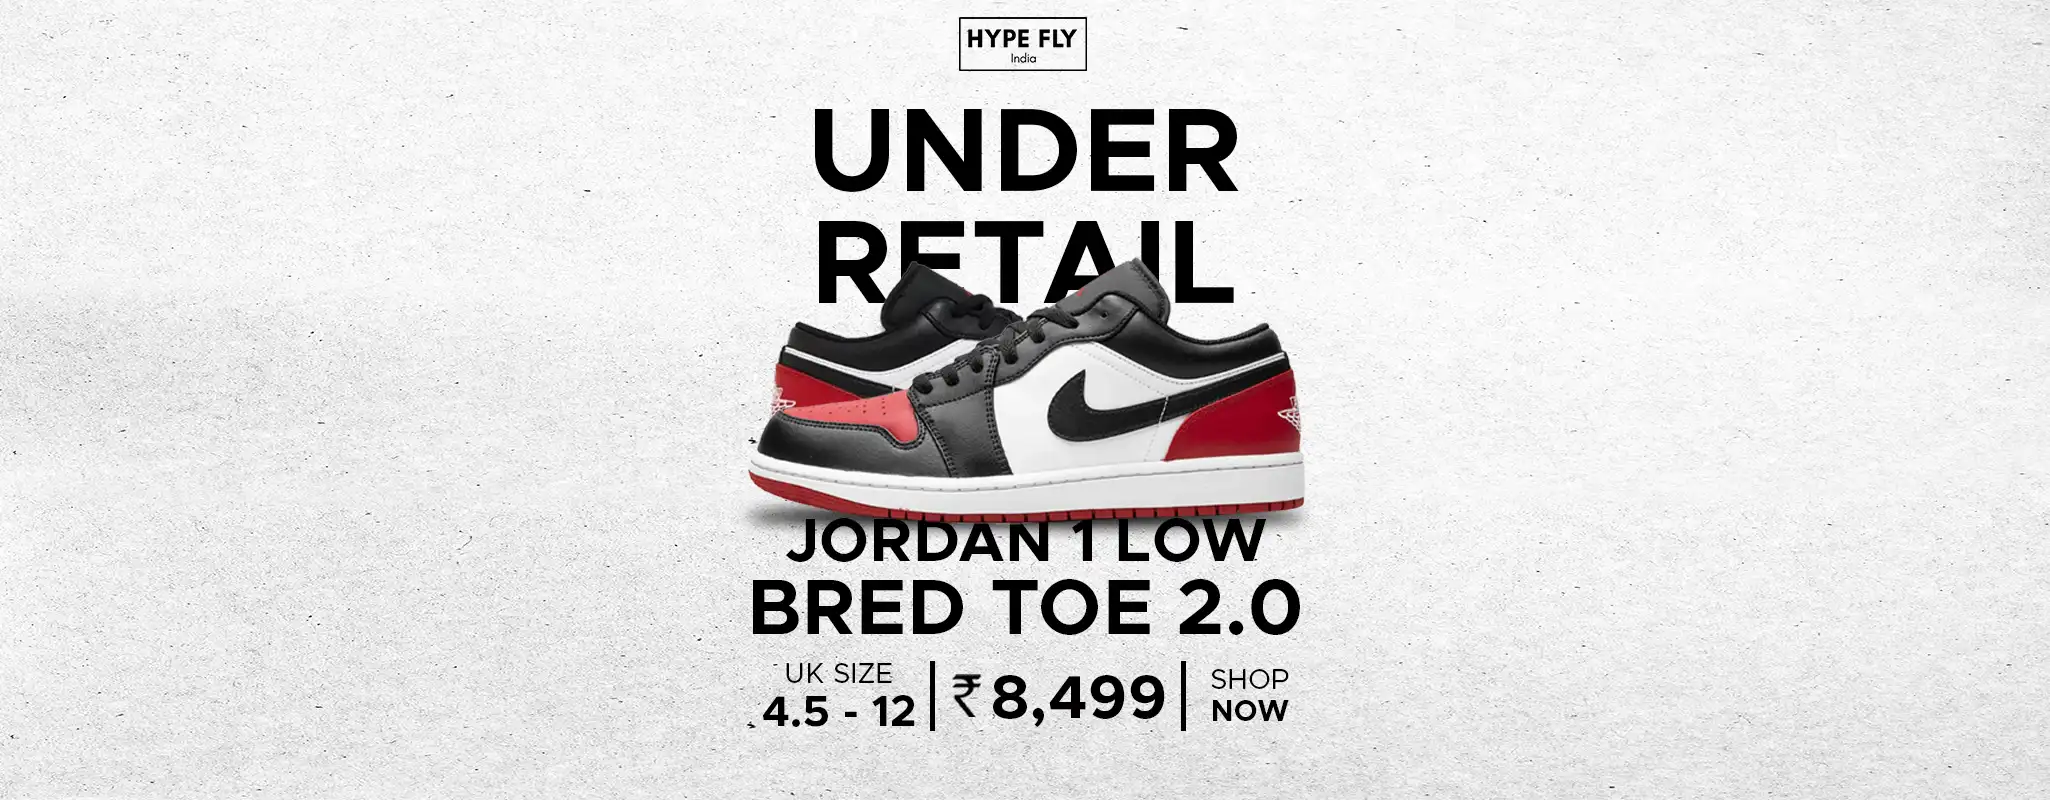 HYPE FLY
India
UNDER
RETAIL
JORDAN 1 LOW
BRED TOE 2.0
UK SIZE
4.5 - 12
₹ 8,499
SHOP
NOW